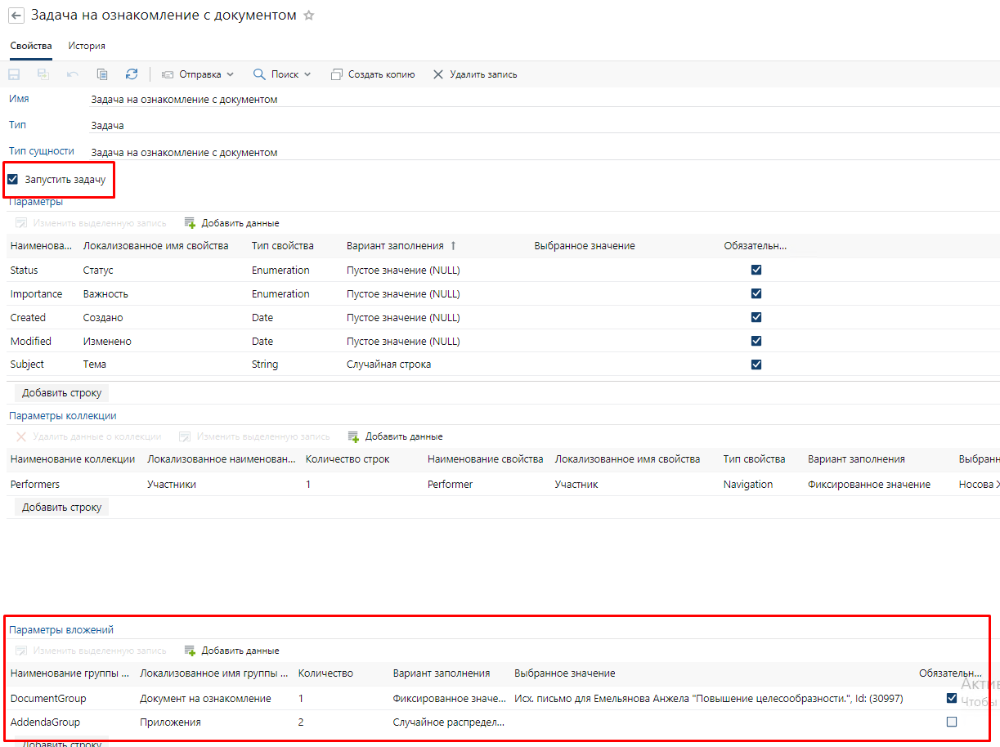 Задача на ознакомление с документом
Свойства История
Отправка Поиск Создать копию Удалить запись
Имя Задача на ознакомление с документом
Тип Задача
Тип сущности Задача на ознакомление с документом
Запустить задачу
Параметры
Изменить выделенную запись Добавить данные
Наименова... Локализованное имя свойства Тип свойства Вариант заполнения ↑ Выбранное значение Обязательн...
Status Статус Enumeration Пустое значение (NULL)
Importance Важность Enumeration Пустое значение (NULL)
Created Создано Date Пустое значение (NULL)
Modified Изменено Date Пустое значение (NULL)
Subject Тема String Случайная строка
Добавить строку
Параметры коллекции
Удалить данные о коллекции Изменить выделенную запись Добавить данные
Наименование коллекции Локализованное наименован... Количество строк Наименование свойства Локализованное имя свойства Тип свойства Вариант заполнения Выбранн
Performers Участники 1 Performer Участник Navigation Фиксированное значение Носова
Добавить строку
Параметры вложений
Изменить выделенную запись Добавить данные
Наименование группы ... Локализованное имя группы ... Количество Вариант заполнения Выбранное значение Обязательн...
Актив
DocumentGroup Документ на ознакомление 1 Фиксированное значе... Исх. письмо для Емельянова Анжела "Повышение целесообразности.", Id: (30997)
Чтобы
AddendaGroup Приложения 2 Случайное распредел...
Добавить строку